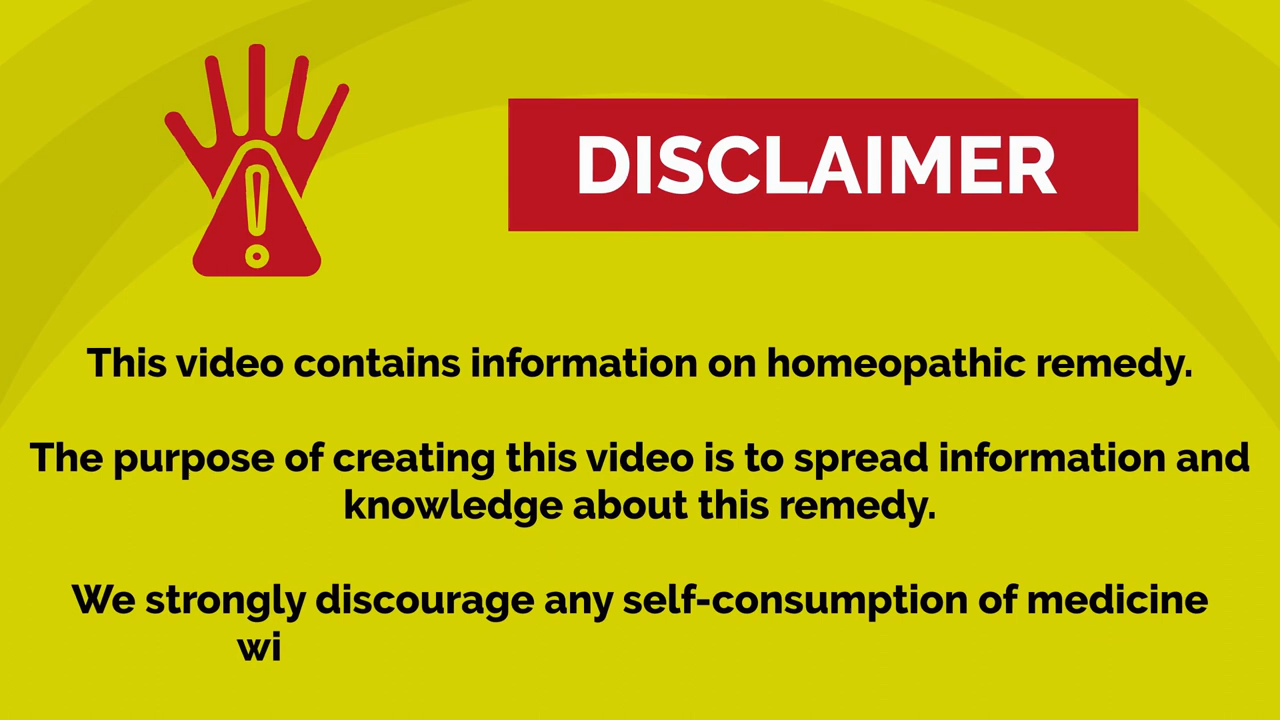 DISCLAIMER
This video contains information on homeopathic remedy.
The purpose of creating this video is to spread information and
knowledge about this remedy.
We strongly discourage any self-consumption of medicine
wi